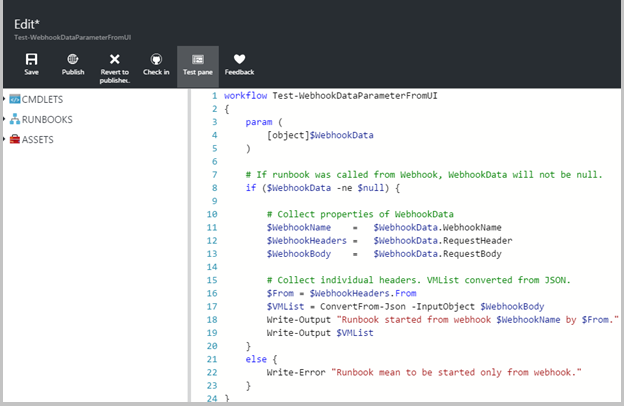 Edit*
Test-WebhookDataParameterFromUI
Save
Publish
Revert to
publishe..
Check in
Test pane
Feedback
CMDLETS
RUNBOOKS
ASSETS
1 workflow Test-WebhookDataParameterFromUI
2 {
3     param (
4         [object]$WebhookData
5     )
6
7     # If runbook was called from Webhook, WebhookData will not be null.
8     if ($WebhookData -ne $null) {
9
10         # Collect properties of WebhookData
11         $WebhookName    =   $WebhookData.WebhookName
12         $WebhookHeaders =   $WebhookData.RequestHeader
13         $WebhookBody    =   $WebhookData.RequestBody
14
15         # Collect individual headers. VMList converted from JSON.
16         $From = $WebhookHeaders.From
17         $VMList = ConvertFrom-Json -InputObject $WebhookBody
18         Write-Output "Runbook started from webhook $WebhookName by $From."
19         Write-Output $VMList
20     }
21     else {
22         Write-Error "Runbook mean to be started only from webhook."
23     }
24 }